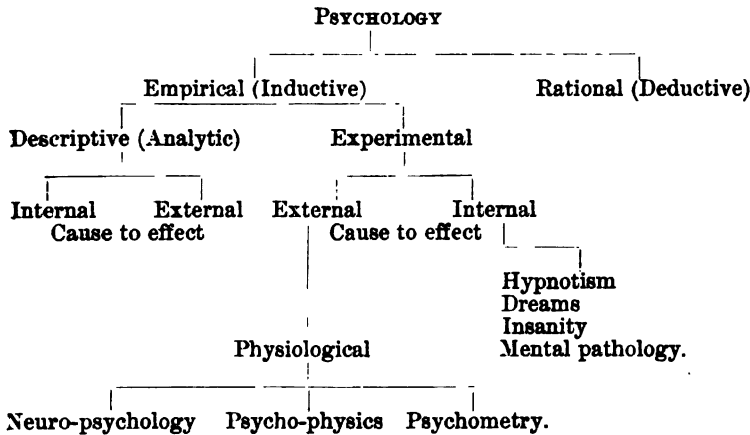 PSYCHOLOGY
Empirical (Inductive) Rational (Deductive)
Descriptive (Analytic) Experimental
Internal External External Internal
Cause to effect Cause to effect
Hypnotism
Dreams
Insanity
Mental pathology.
Physiological
Neuro-psychology Psycho-physics Psychometry.